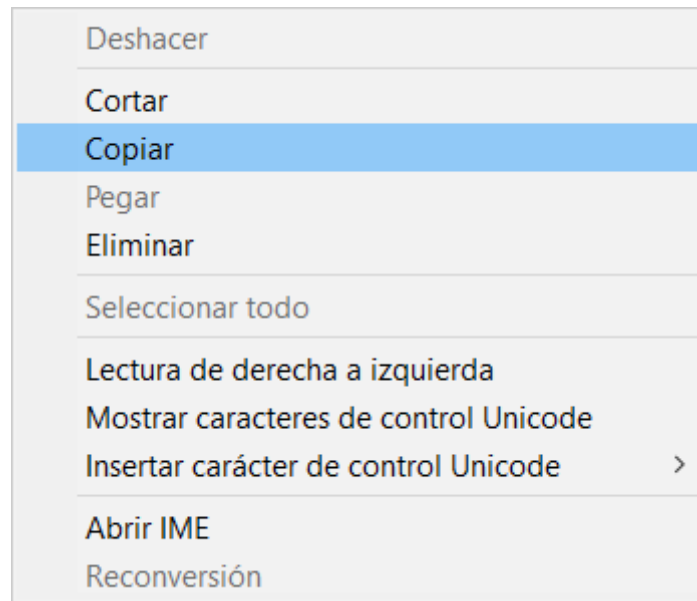 Deshacer
Cortar
Copiar
Pegar
Eliminar
Seleccionar todo
Lectura de derecha a izquierda
Mostrar caracteres de control Unicode
Insertar carácter de control Unicode
Abrir IME
Reconversión